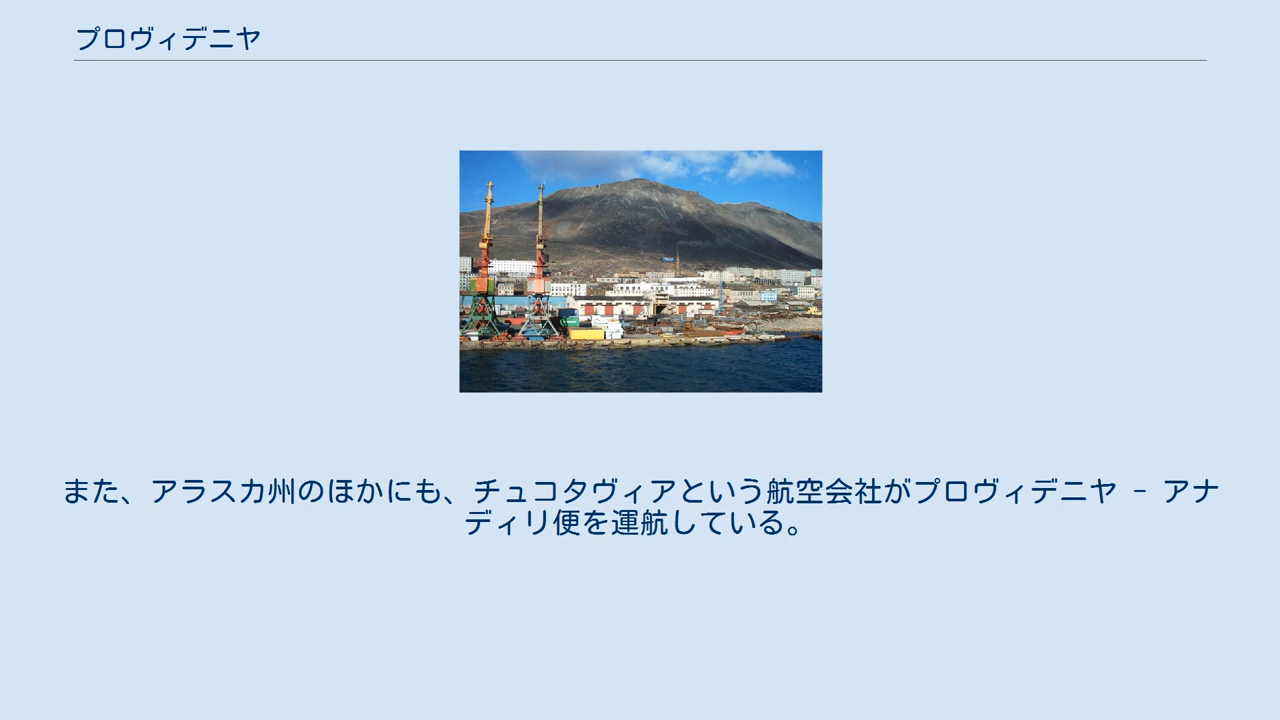 プロヴィデニヤ
また、アラスカ州のほかにも、チュコタヴィアという航空会社がプロヴィデニヤ - アナ
ディリ便を運航している。